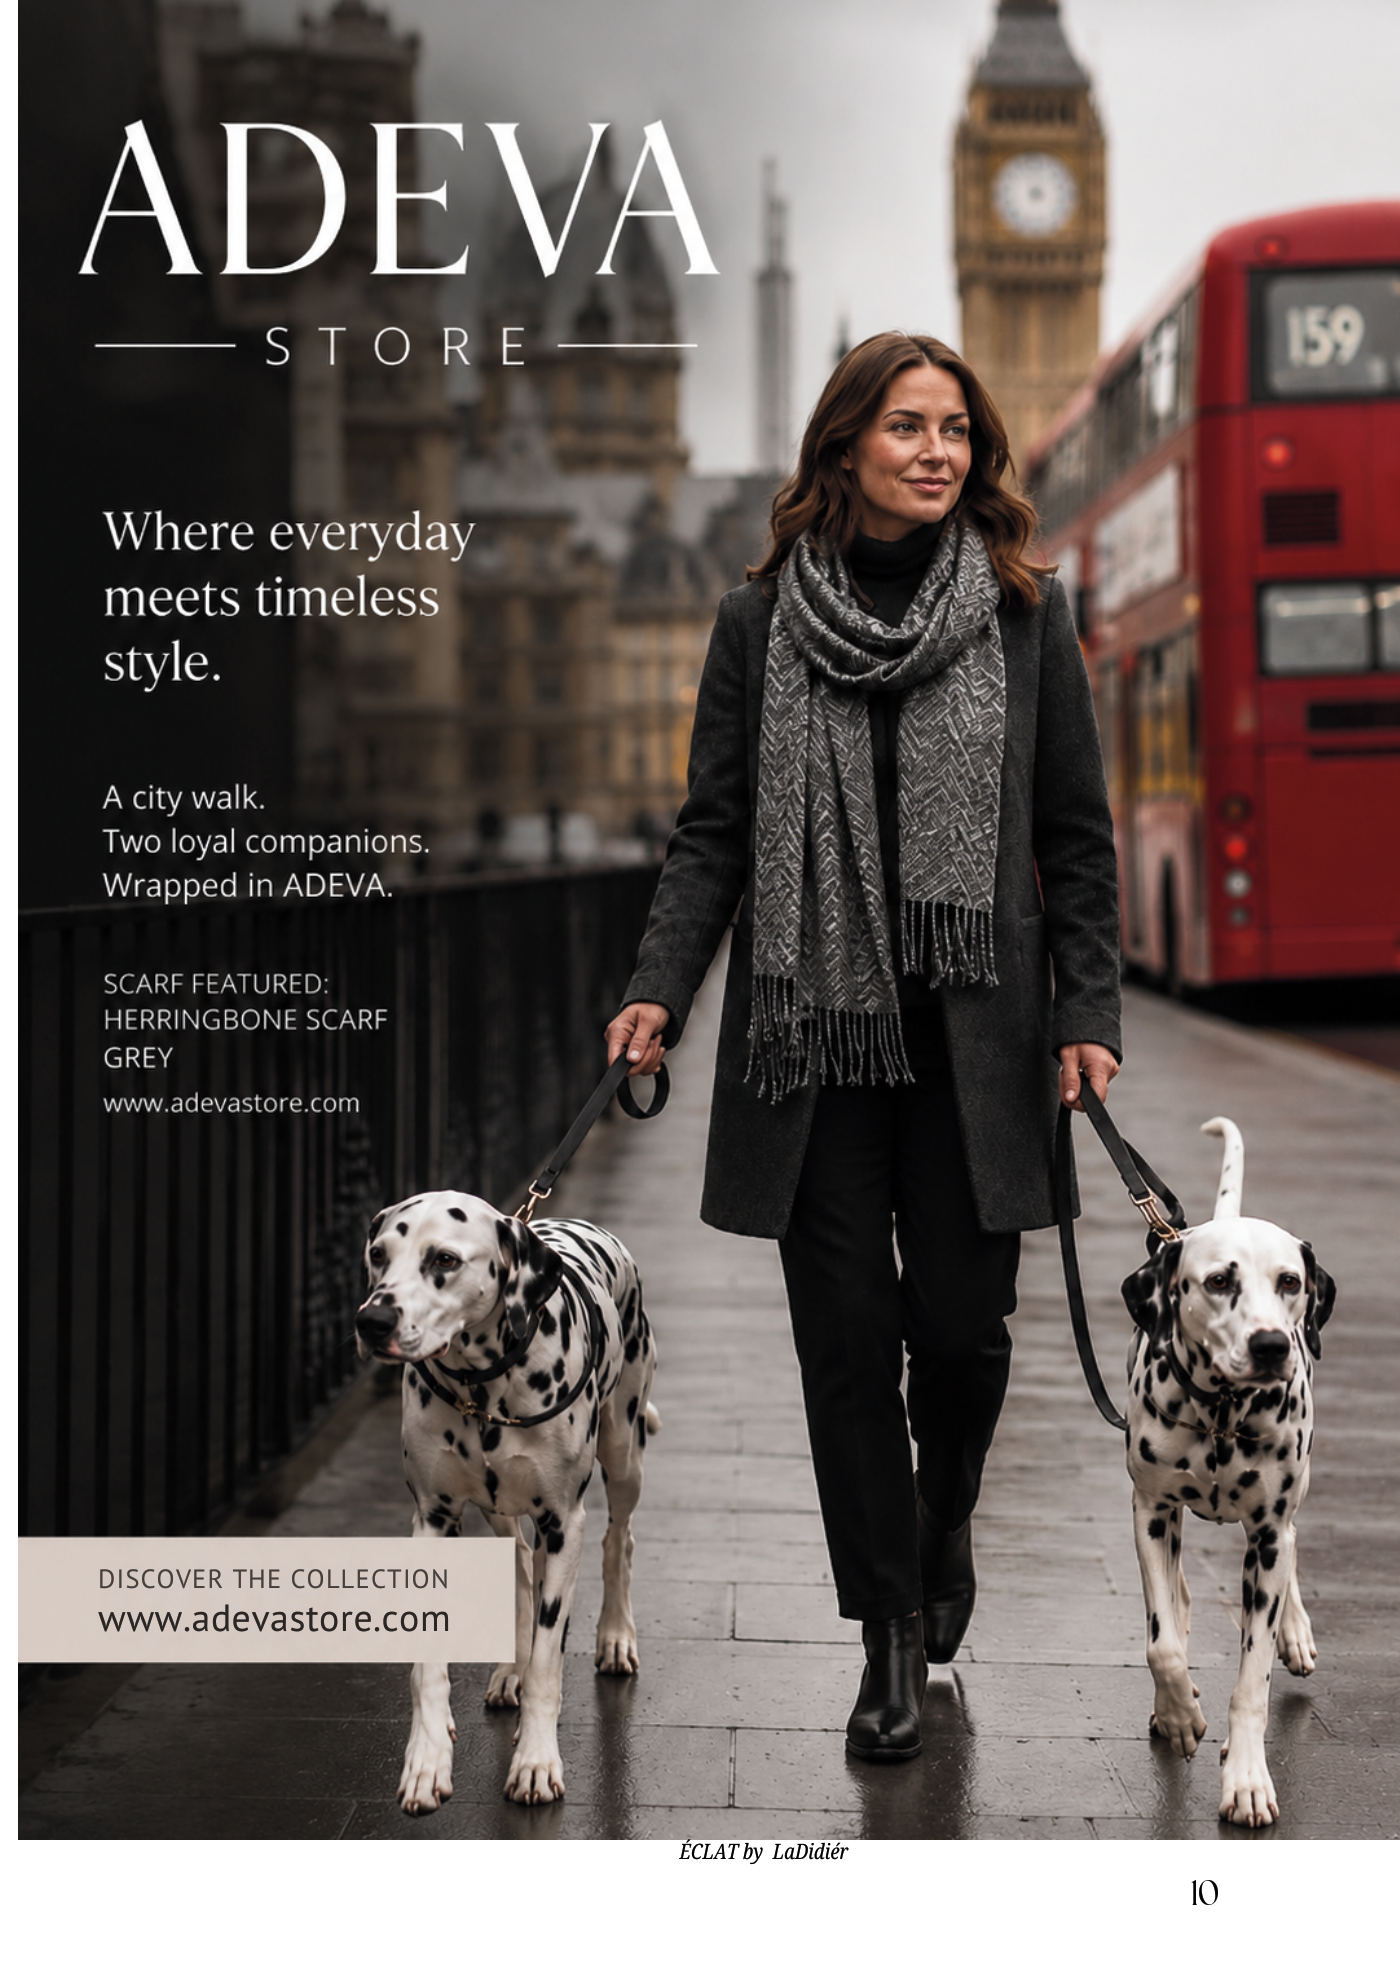 ADEVA
STORE
Where everyday
meets timeless
style.
A city walk.
Two loyal companions.
Wrapped in ADEVA.
SCARF FEATURED:
HERRINGBONE SCARF
GREY
www.adevastore.com
159
DISCOVER THE COLLECTION
www.adevastore.com
ÉCLAT by LaDidiér
10